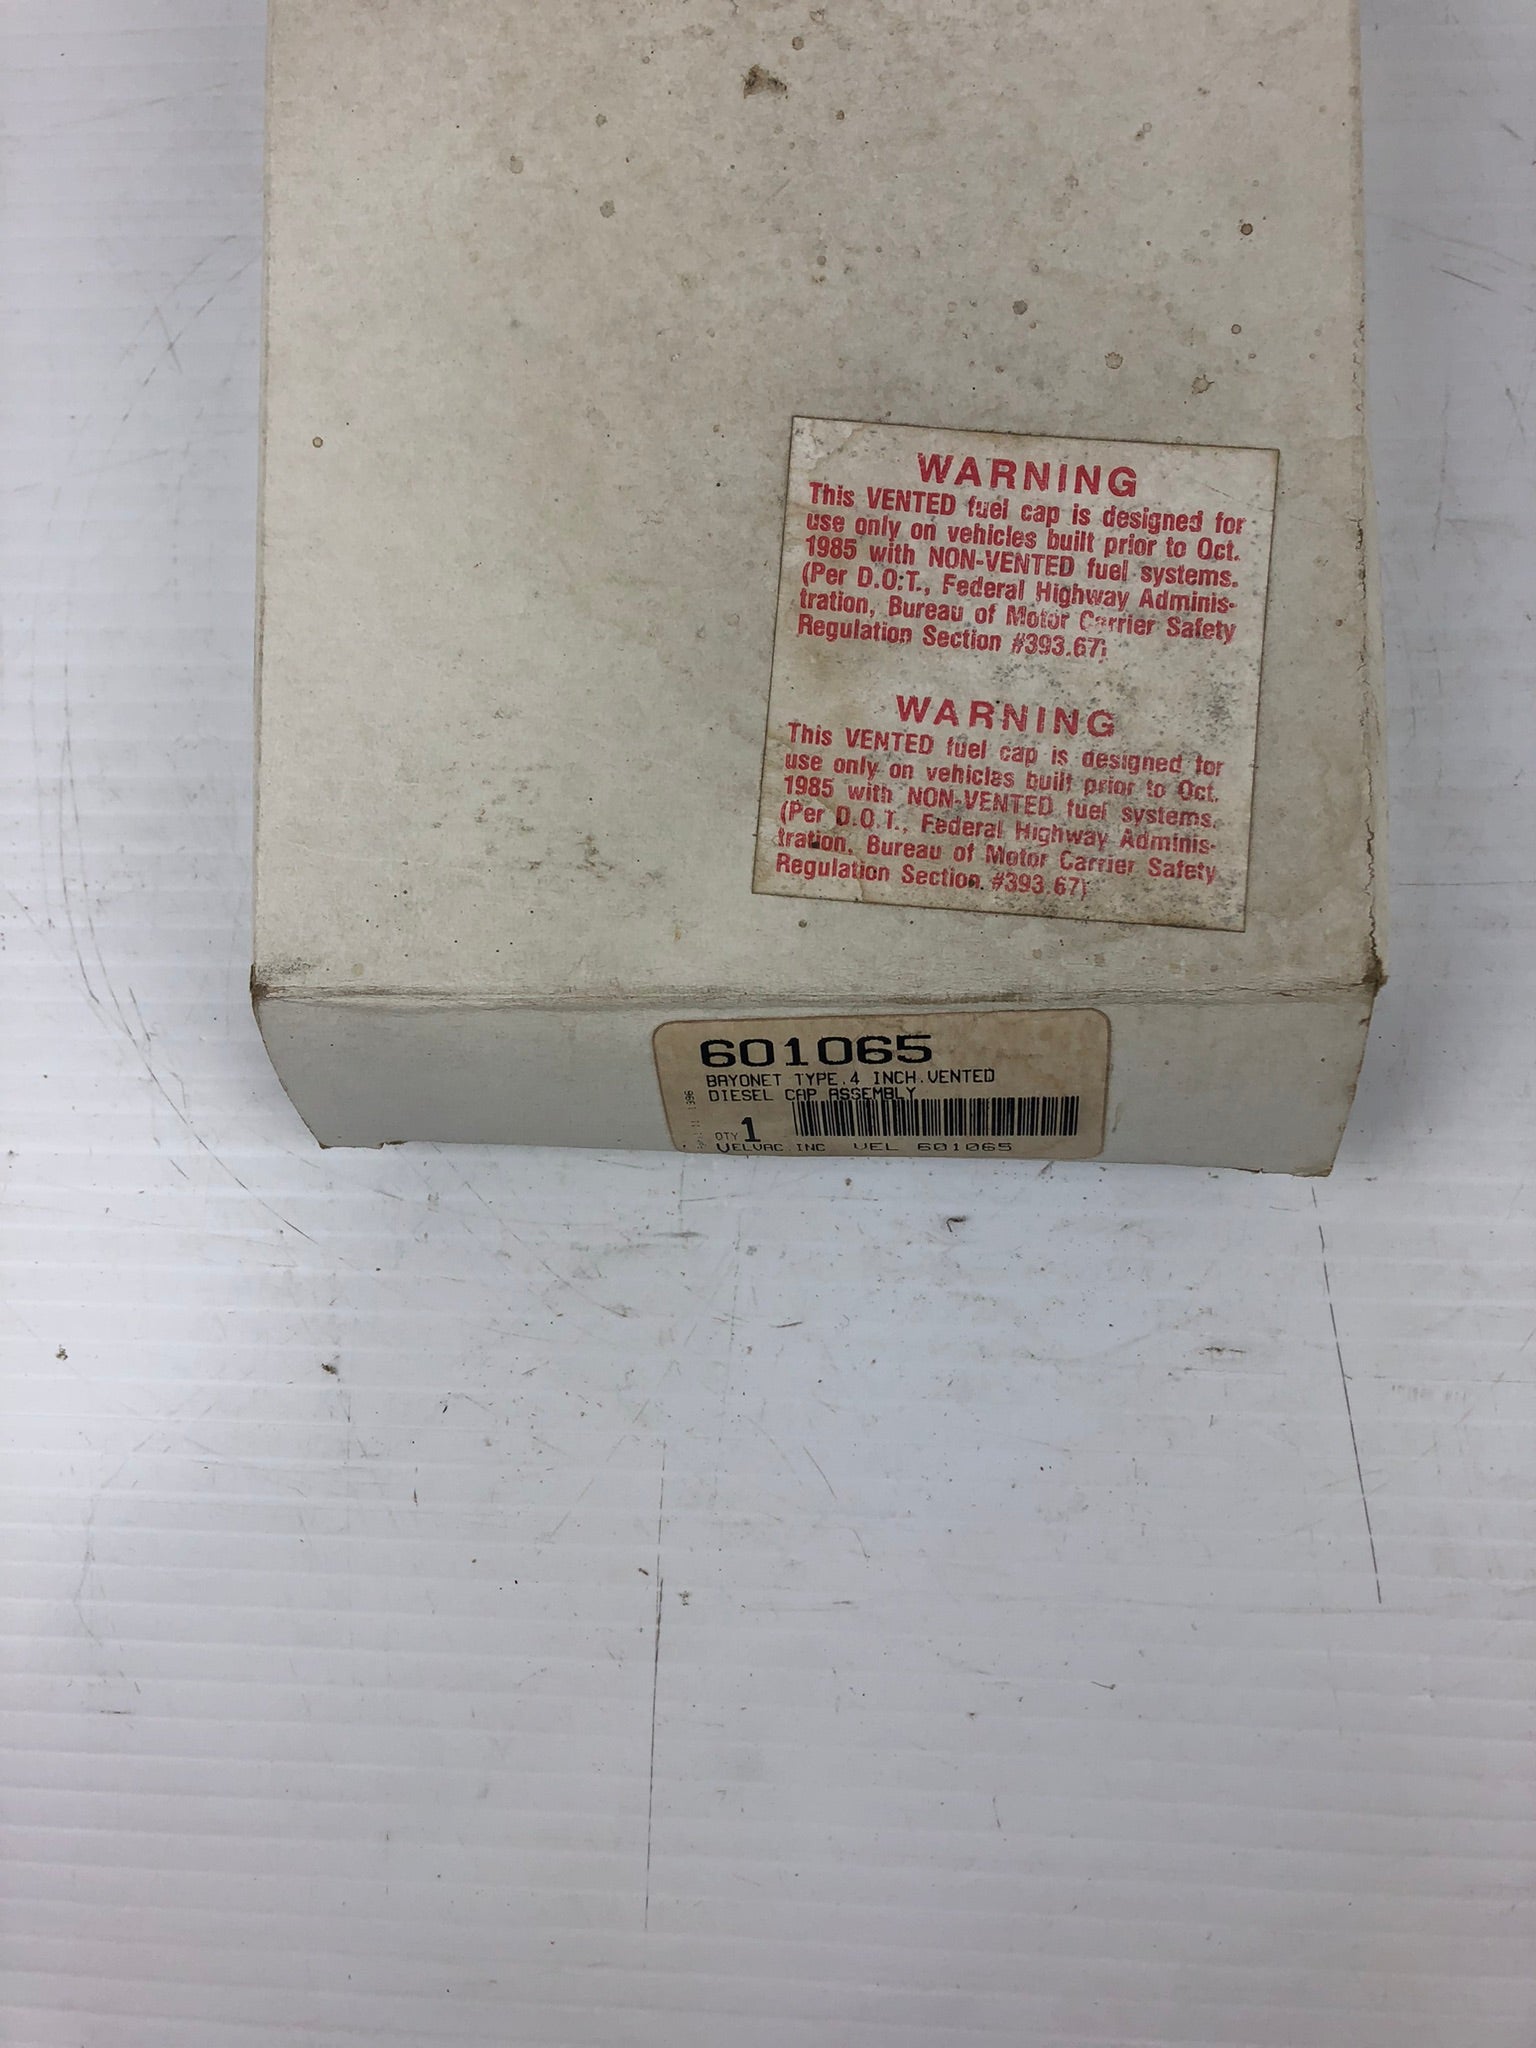 WARNING
This VENTED fuel cap is designed for
use only on vehicles built prior to Oct.
1985 with NON-VENTED fuel systems.
(Per D.O.T., Federal Highway Adminis-
tration, Bureau of Motor Carrier Safety
Regulation Section #393.67)
WARNING
This VENTED fuel cap is designed for
use only on vehicles built prior to Oct.
1985 with NON-VENTED fuel systems.
(Per D.O.T., Federal Highway Adminis-
tration, Bureau of Motor Carrier Safety
Regulation Section #393.67)
601065
BAYONET TYPE.4 INCH.VENTED
DIESEL CAP ASSEMBLY
QTY 1
VELVAC INC VEL 601065
1996